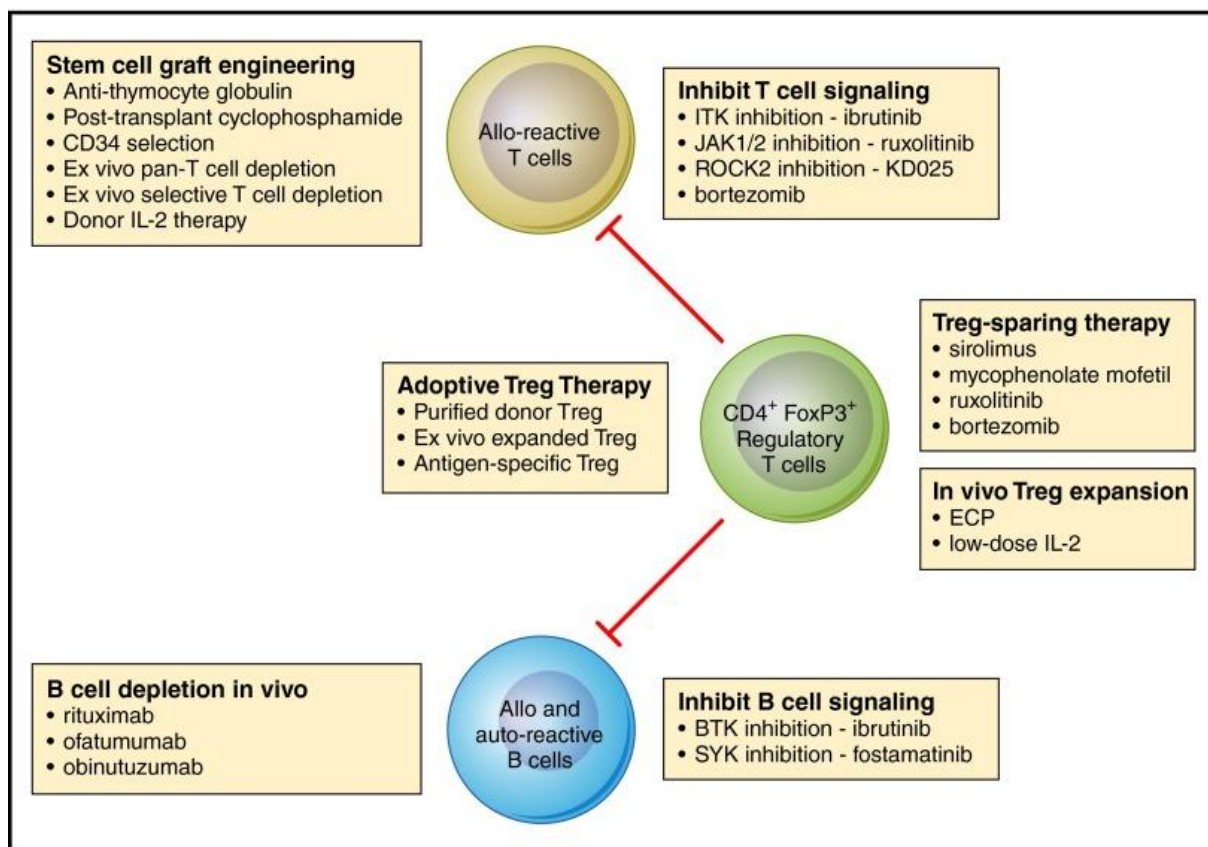 Stem cell graft engineering
• Anti-thymocyte globulin
• Post-transplant cyclophosphamide
• CD34 selection
• Ex vivo pan-T cell depletion
• Ex vivo selective T cell depletion
• Donor IL-2 therapy
Allo-reactive
T cells
Inhibit T cell signaling
• ITK inhibition - ibrutinib
• JAK1/2 inhibition - ruxolitinib
• ROCK2 inhibition - KD025
• bortezomib
Adoptive Treg Therapy
• Purified donor Treg
• Ex vivo expanded Treg
• Antigen-specific Treg
CD4⁺ FoxP3⁺
Regulatory
T cells
Treg-sparing therapy
• sirolimus
• mycophenolate mofetil
• ruxolitinib
• bortezomib
In vivo Treg expansion
• ECP
• low-dose IL-2
B cell depletion in vivo
• rituximab
• ofatumumab
• obinutuzumab
Allo and
auto-reactive
B cells
Inhibit B cell signaling
• BTK inhibition - ibrutinib
• SYK inhibition - fostamatinib